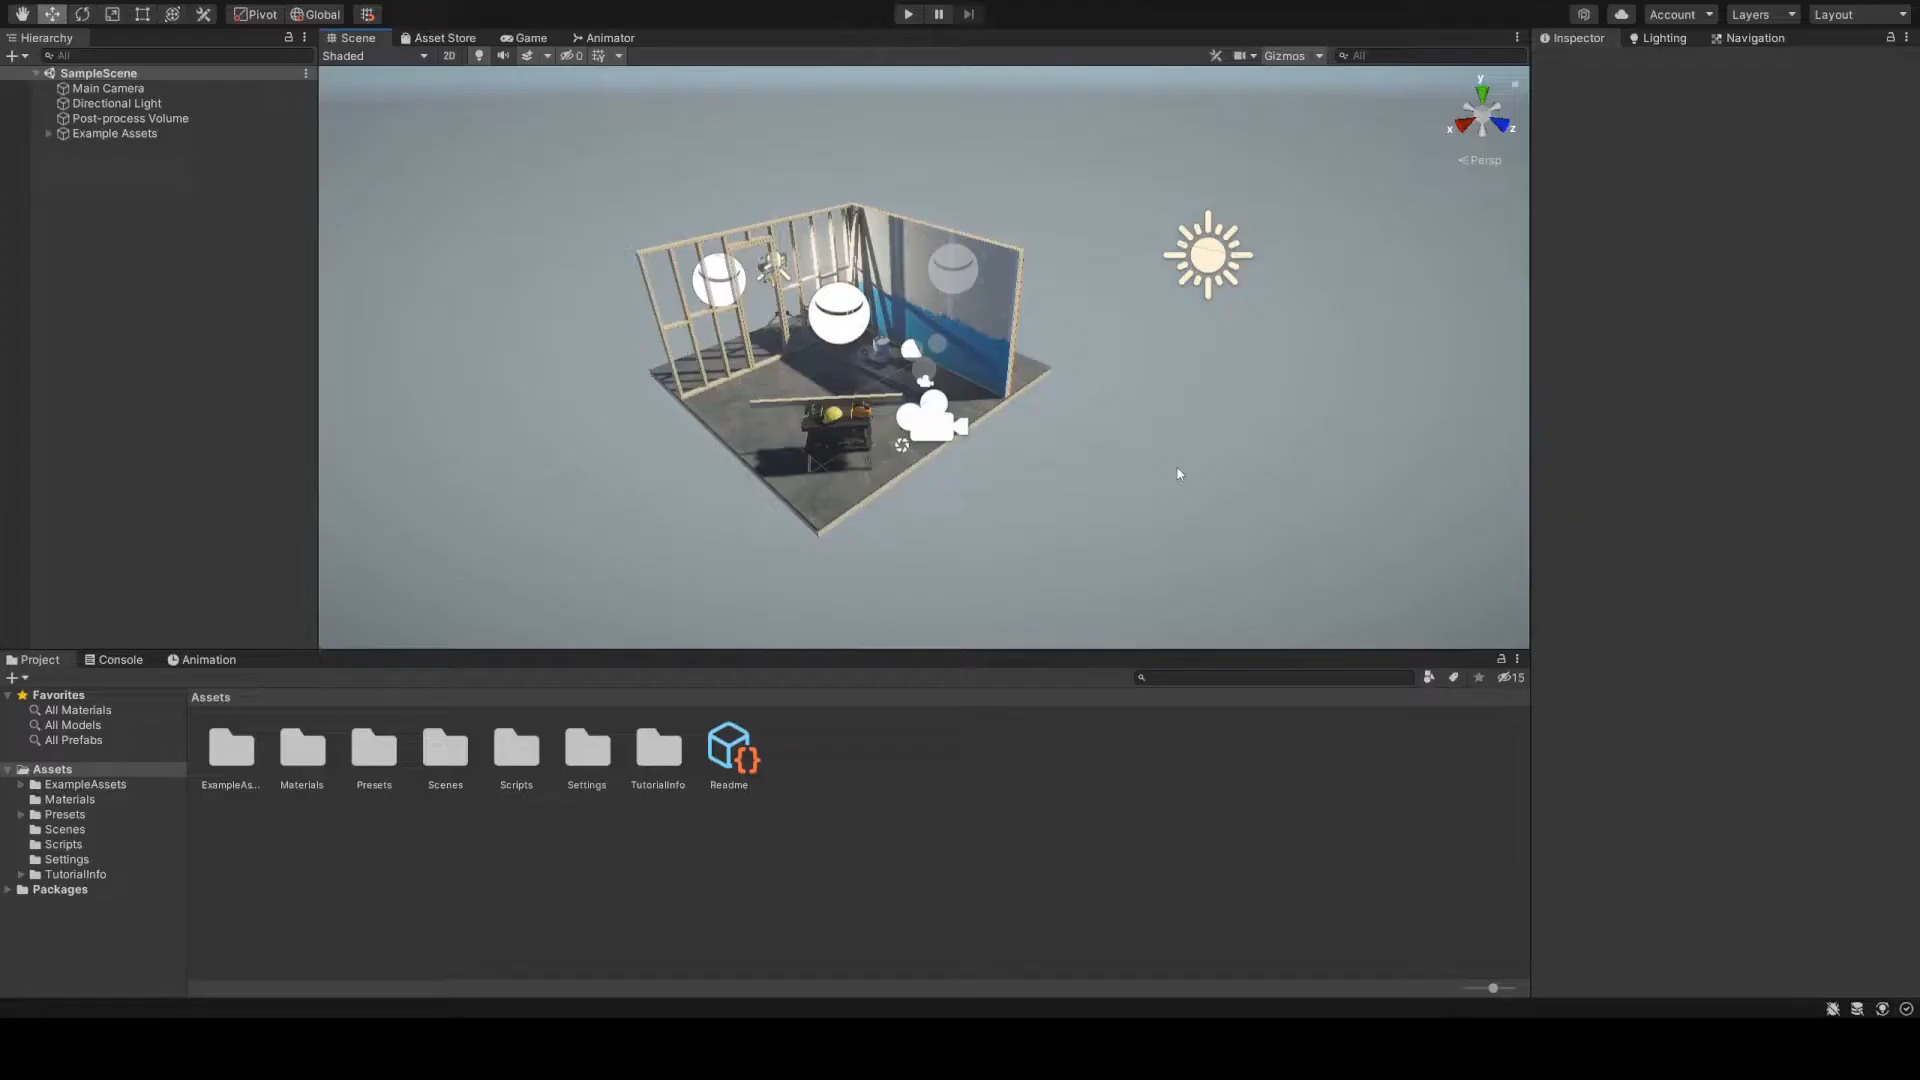 Pivot Global Account Layers Layout
Hierarchy Scene Asset Store Game Animator Inspector Lighting Navigation
All Shaded 2D 0 Gizmos All
SampleScene
Main Camera
Directional Light
Post-process Volume
Example Assets
y
x z
Persp
Project Console Animation
15
Favorites
All Materials
All Models
All Prefabs
Assets
ExampleAssets
Materials
Presets
Scenes
Scripts
Settings
TutorialInfo
Packages
Assets
ExampleAs... Materials Presets Scenes Scripts Settings TutorialInfo Readme